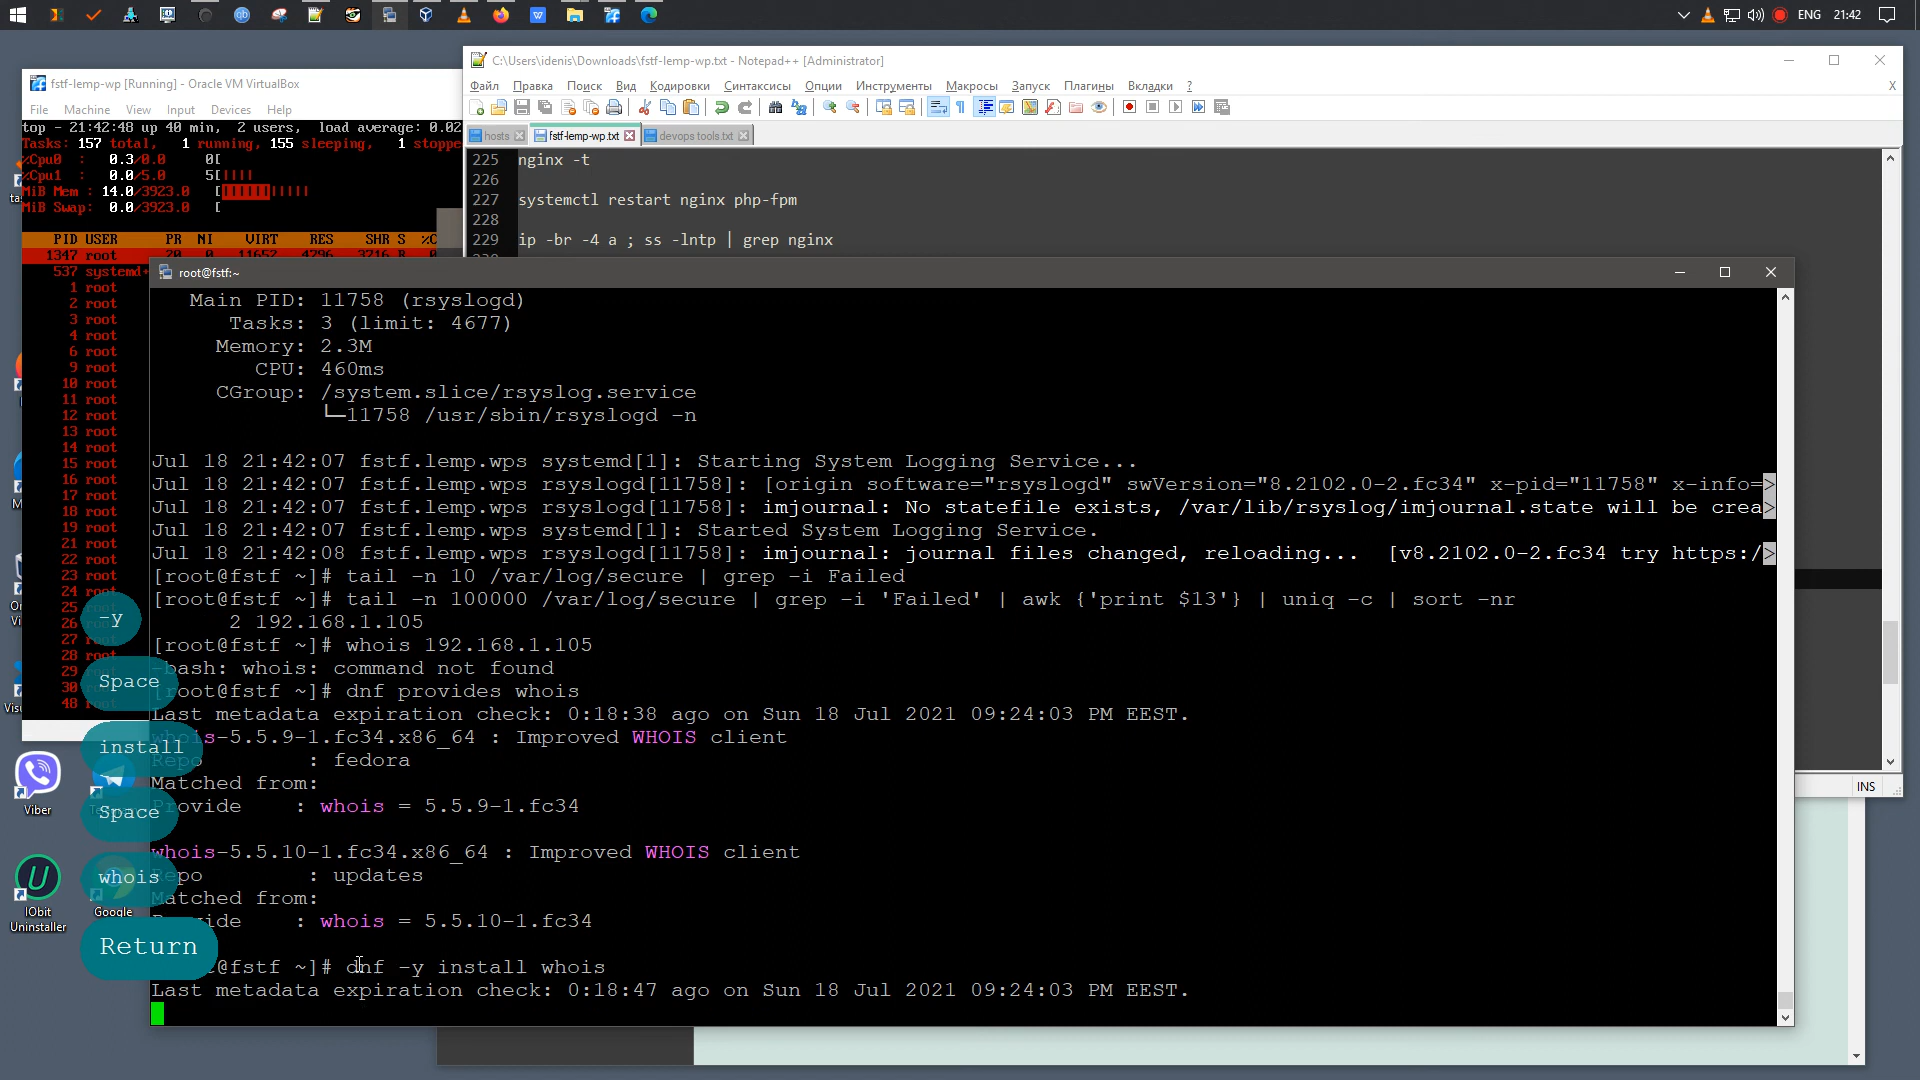 ENG 21:42
fstf-lemp-wp [Running] - Oracle VM VirtualBox
File Machine View Input Devices Help
top - 21:42:48 up 40 min, 2 users, load average: 0.02
Tasks: 157 total, 1 running, 155 sleeping, 1 stoppe
%Cpu0 : 0.3/0.0 0[
%Cpu1 : 0.0/5.0 5[||||
MiB Mem : 14.0/3923.0 [
MiB Swap: 0.0/3923.0 [
PID USER PR NI VIRT RES SHR S %C
1347 root 20 0 11652 4796 3716 R 0
537 systemd+
1 root
2 root
3 root
4 root
6 root
9 root
10 root
11 root
12 root
13 root
14 root
15 root
16 root
17 root
18 root
19 root
21 root
22 root
23 root
24 root
25
26
27
28 root
29
30
48 root
C:\Users\idenis\Downloads\fstf-lemp-wp.txt - Notepad++ [Administrator]
Файл Правка Поиск Вид Кодировки Синтаксисы Опции Инструменты Макросы Запуск Плагины Вкладки ? X
hosts fstf-lemp-wp.txt devops tools.txt
225 nginx -t
226
227 systemctl restart nginx php-fpm
228
229 ip -br -4 a ; ss -lntp | grep nginx
INS
root@fstf:~
Main PID: 11758 (rsyslogd)
Tasks: 3 (limit: 4677)
Memory: 2.3M
CPU: 460ms
CGroup: /system.slice/rsyslog.service
└─11758 /usr/sbin/rsyslogd -n
Jul 18 21:42:07 fstf.lemp.wps systemd[1]: Starting System Logging Service...
Jul 18 21:42:07 fstf.lemp.wps rsyslogd[11758]: [origin software="rsyslogd" swVersion="8.2102.0-2.fc34" x-pid="11758" x-info=>
Jul 18 21:42:07 fstf.lemp.wps rsyslogd[11758]: imjournal: No statefile exists, /var/lib/rsyslog/imjournal.state will be crea>
Jul 18 21:42:07 fstf.lemp.wps systemd[1]: Started System Logging Service.
Jul 18 21:42:08 fstf.lemp.wps rsyslogd[11758]: imjournal: journal files changed, reloading... [v8.2102.0-2.fc34 try https:/>
[root@fstf ~]# tail -n 10 /var/log/secure | grep -i Failed
[root@fstf ~]# tail -n 100000 /var/log/secure | grep -i 'Failed' | awk {'print $13'} | uniq -c | sort -nr
2 192.168.1.105
[root@fstf ~]# whois 192.168.1.105
-bash: whois: command not found
[root@fstf ~]# dnf provides whois
Last metadata expiration check: 0:18:38 ago on Sun 18 Jul 2021 09:24:03 PM EEST.
whois-5.5.9-1.fc34.x86_64 : Improved WHOIS client
Repo : fedora
Matched from:
Provide : whois = 5.5.9-1.fc34
whois-5.5.10-1.fc34.x86_64 : Improved WHOIS client
Repo : updates
Matched from:
Provide : whois = 5.5.10-1.fc34
@fstf ~]# dnf -y install whois
Last metadata expiration check: 0:18:47 ago on Sun 18 Jul 2021 09:24:03 PM EEST.
-y
Space
install
Space
whois
Return
Viber
IObit
Uninstaller
Google